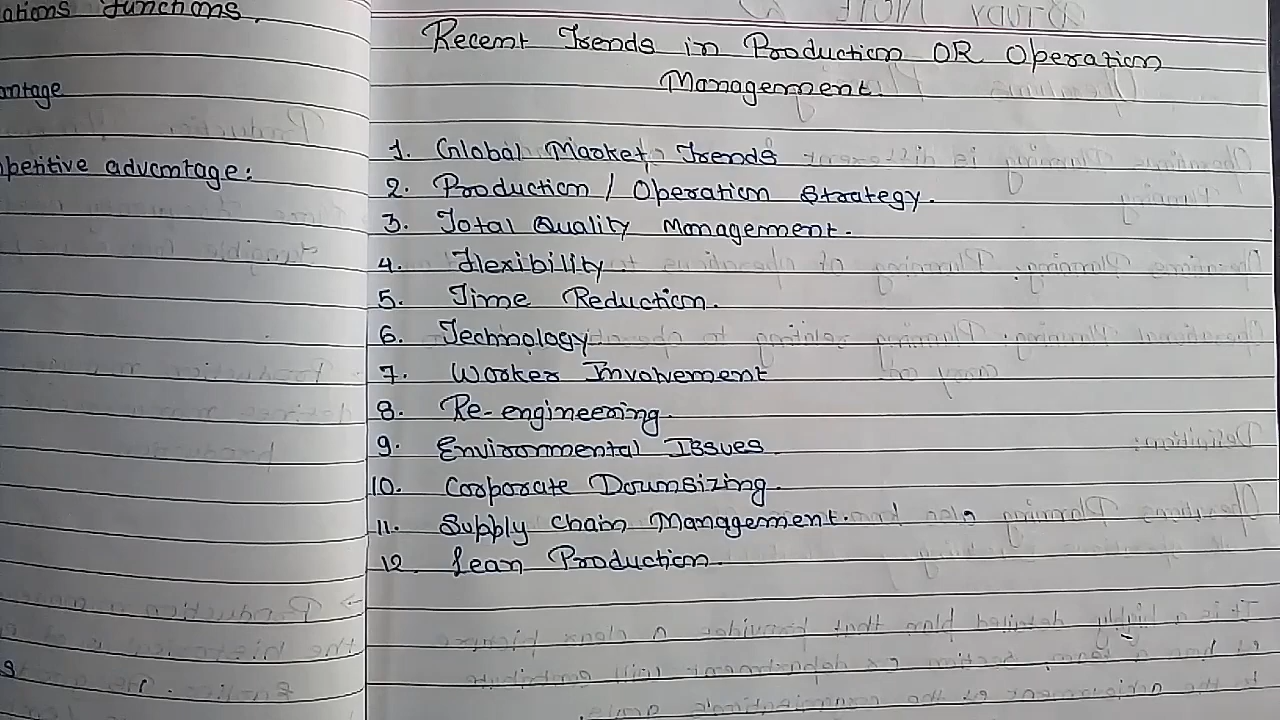 ations functions.
antage
petitive advantage:
Recent Trends in Production OR Operation
Management.
1. Global Market Trends
2. Production / Operation Strategy.
3. Total Quality Management.
4. Flexibility.
5. Time Reduction.
6. Technology
7. Worker Involvement
8. Re-engineering.
9. Environmental Issues.
10. Corporate Downsizing.
11. Supply Chain Management.
12. Lean Production.